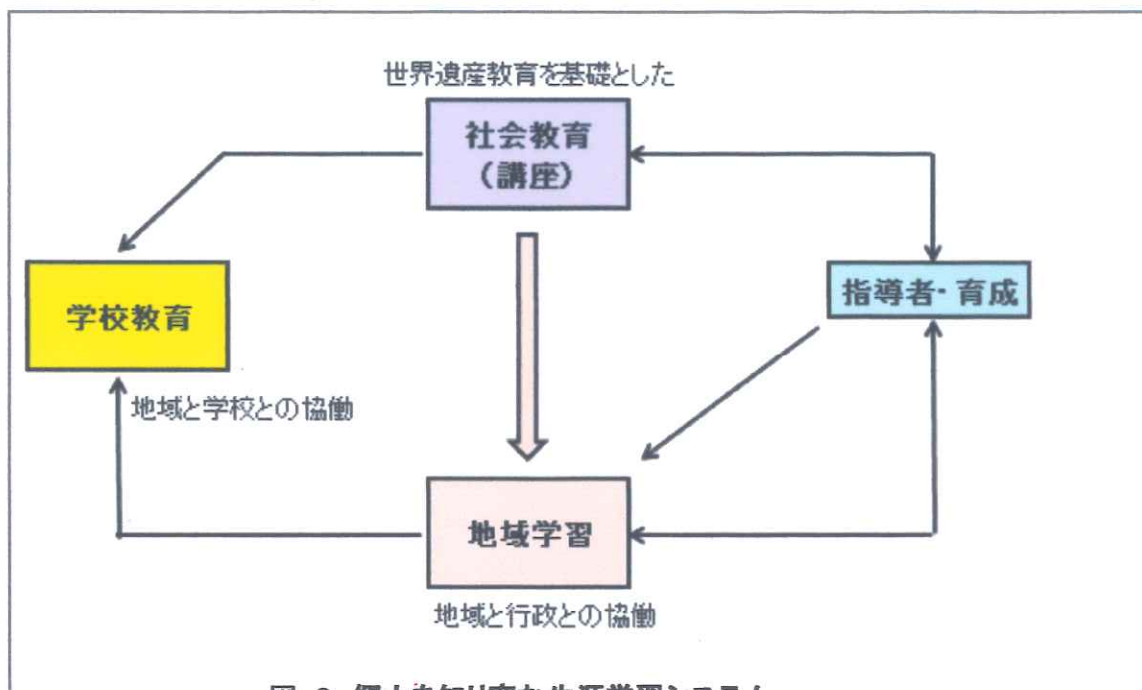 世界遺産教育を基礎とした
社会教育
(講座)
指導者・育成
学校教育
地域と学校との協働
地域学習
地域と行政との協働